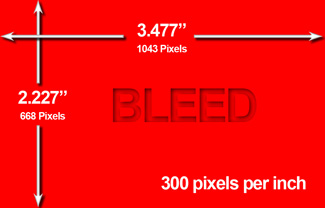 3.477”
1043 Pixels
2.227”
668 Pixels
BLEED
300 pixels per inch